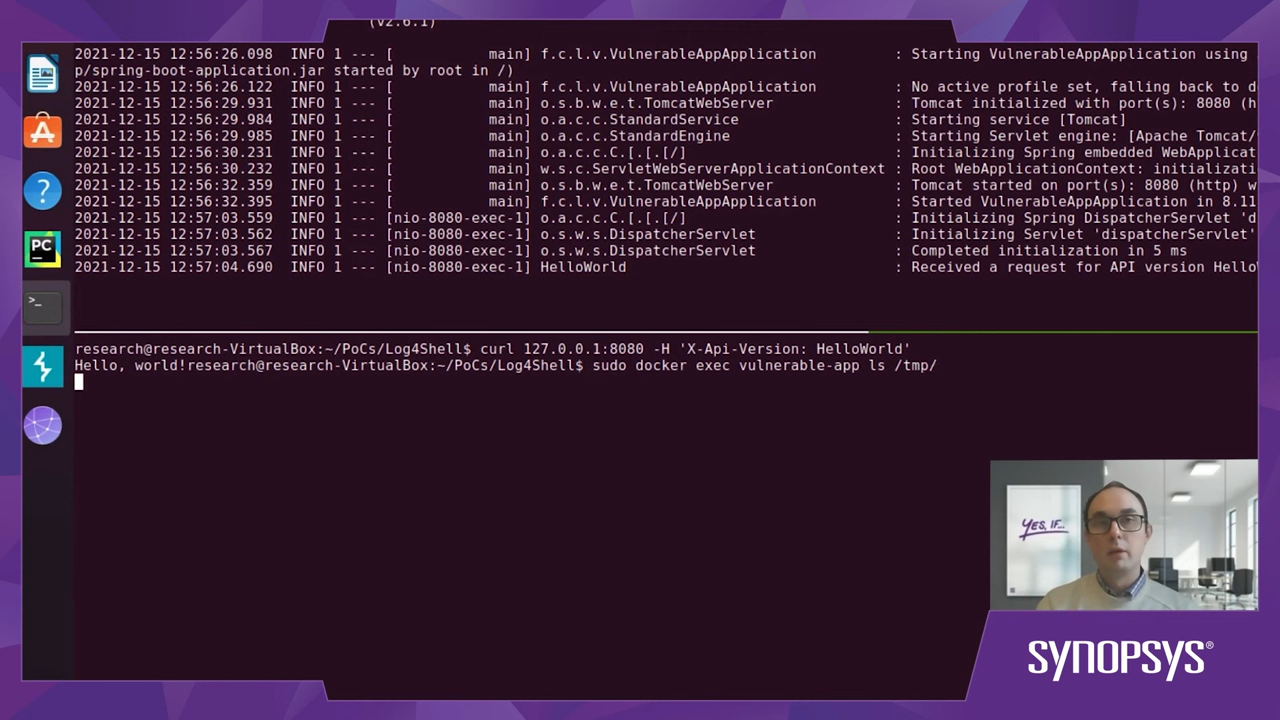 (v2.6.1)
2021-12-15 12:56:26.098  INFO 1 --- [           main] f.c.l.v.VulnerableAppApplication         : Starting VulnerableAppApplication using
p/spring-boot-application.jar started by root in /)
2021-12-15 12:56:26.122  INFO 1 --- [           main] f.c.l.v.VulnerableAppApplication         : No active profile set, falling back to d
2021-12-15 12:56:29.931  INFO 1 --- [           main] o.s.b.w.e.t.TomcatWebServer              : Tomcat initialized with port(s): 8080 (h
2021-12-15 12:56:29.984  INFO 1 --- [           main] o.a.c.c.StandardService                  : Starting service [Tomcat]
2021-12-15 12:56:29.985  INFO 1 --- [           main] o.a.c.c.StandardEngine                   : Starting Servlet engine: [Apache Tomcat/
2021-12-15 12:56:30.231  INFO 1 --- [           main] o.a.c.c.C.[.[.[/]                        : Initializing Spring embedded WebApplicat
2021-12-15 12:56:30.232  INFO 1 --- [           main] w.s.c.ServletWebServerApplicationContext : Root WebApplicationContext: initializati
2021-12-15 12:56:32.359  INFO 1 --- [           main] o.s.b.w.e.t.TomcatWebServer              : Tomcat started on port(s): 8080 (http) w
2021-12-15 12:56:32.395  INFO 1 --- [           main] f.c.l.v.VulnerableAppApplication         : Started VulnerableAppApplication in 8.11
2021-12-15 12:57:03.559  INFO 1 --- [nio-8080-exec-1] o.a.c.c.C.[.[.[/]                        : Initializing Spring DispatcherServlet 'd
2021-12-15 12:57:03.562  INFO 1 --- [nio-8080-exec-1] o.s.w.s.DispatcherServlet                : Initializing Servlet 'dispatcherServlet'
2021-12-15 12:57:03.567  INFO 1 --- [nio-8080-exec-1] o.s.w.s.DispatcherServlet                : Completed initialization in 5 ms
2021-12-15 12:57:04.690  INFO 1 --- [nio-8080-exec-1] HelloWorld                               : Received a request for API version Hello
research@research-VirtualBox:~/PoCs/Log4Shell$ curl 127.0.0.1:8080 -H 'X-Api-Version: HelloWorld'
Hello, world!research@research-VirtualBox:~/PoCs/Log4Shell$ sudo docker exec vulnerable-app ls /tmp/
A
?
PC
>_
YES, IF...
SYNOPSYS®